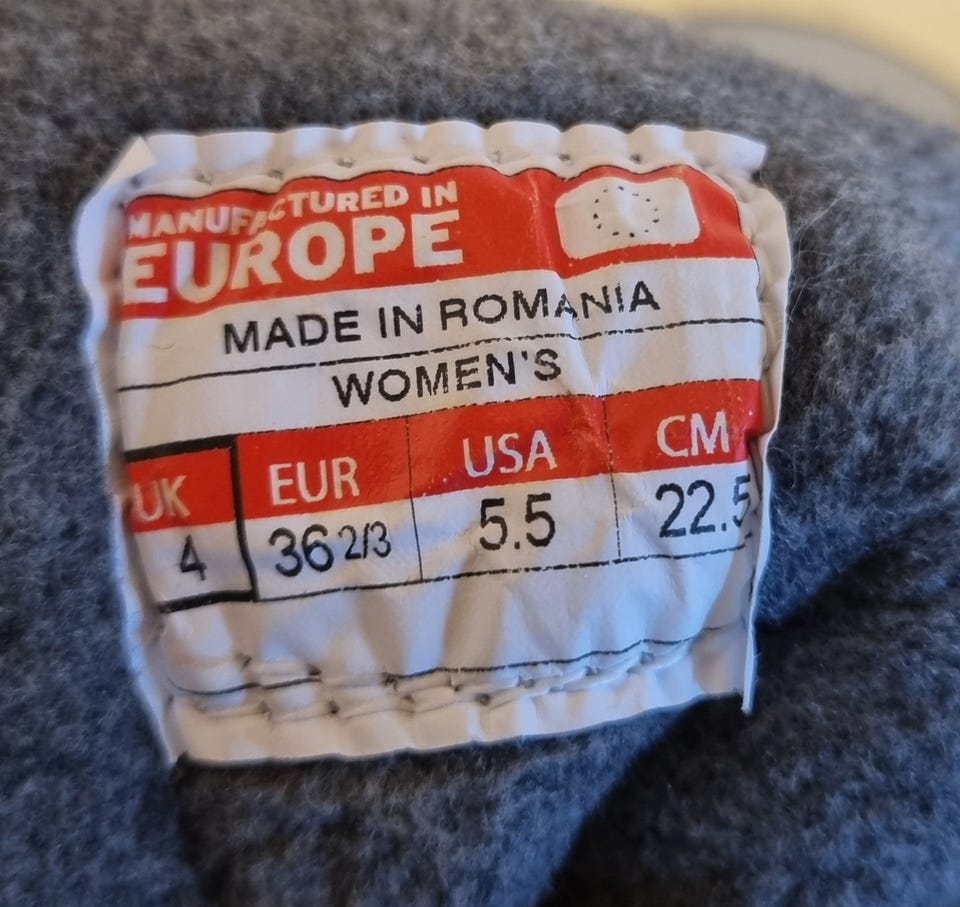 MANUFACTURED IN
EUROPE
MADE IN ROMANIA
WOMEN'S
UK EUR USA CM
4 36 2/3 5.5 22.5